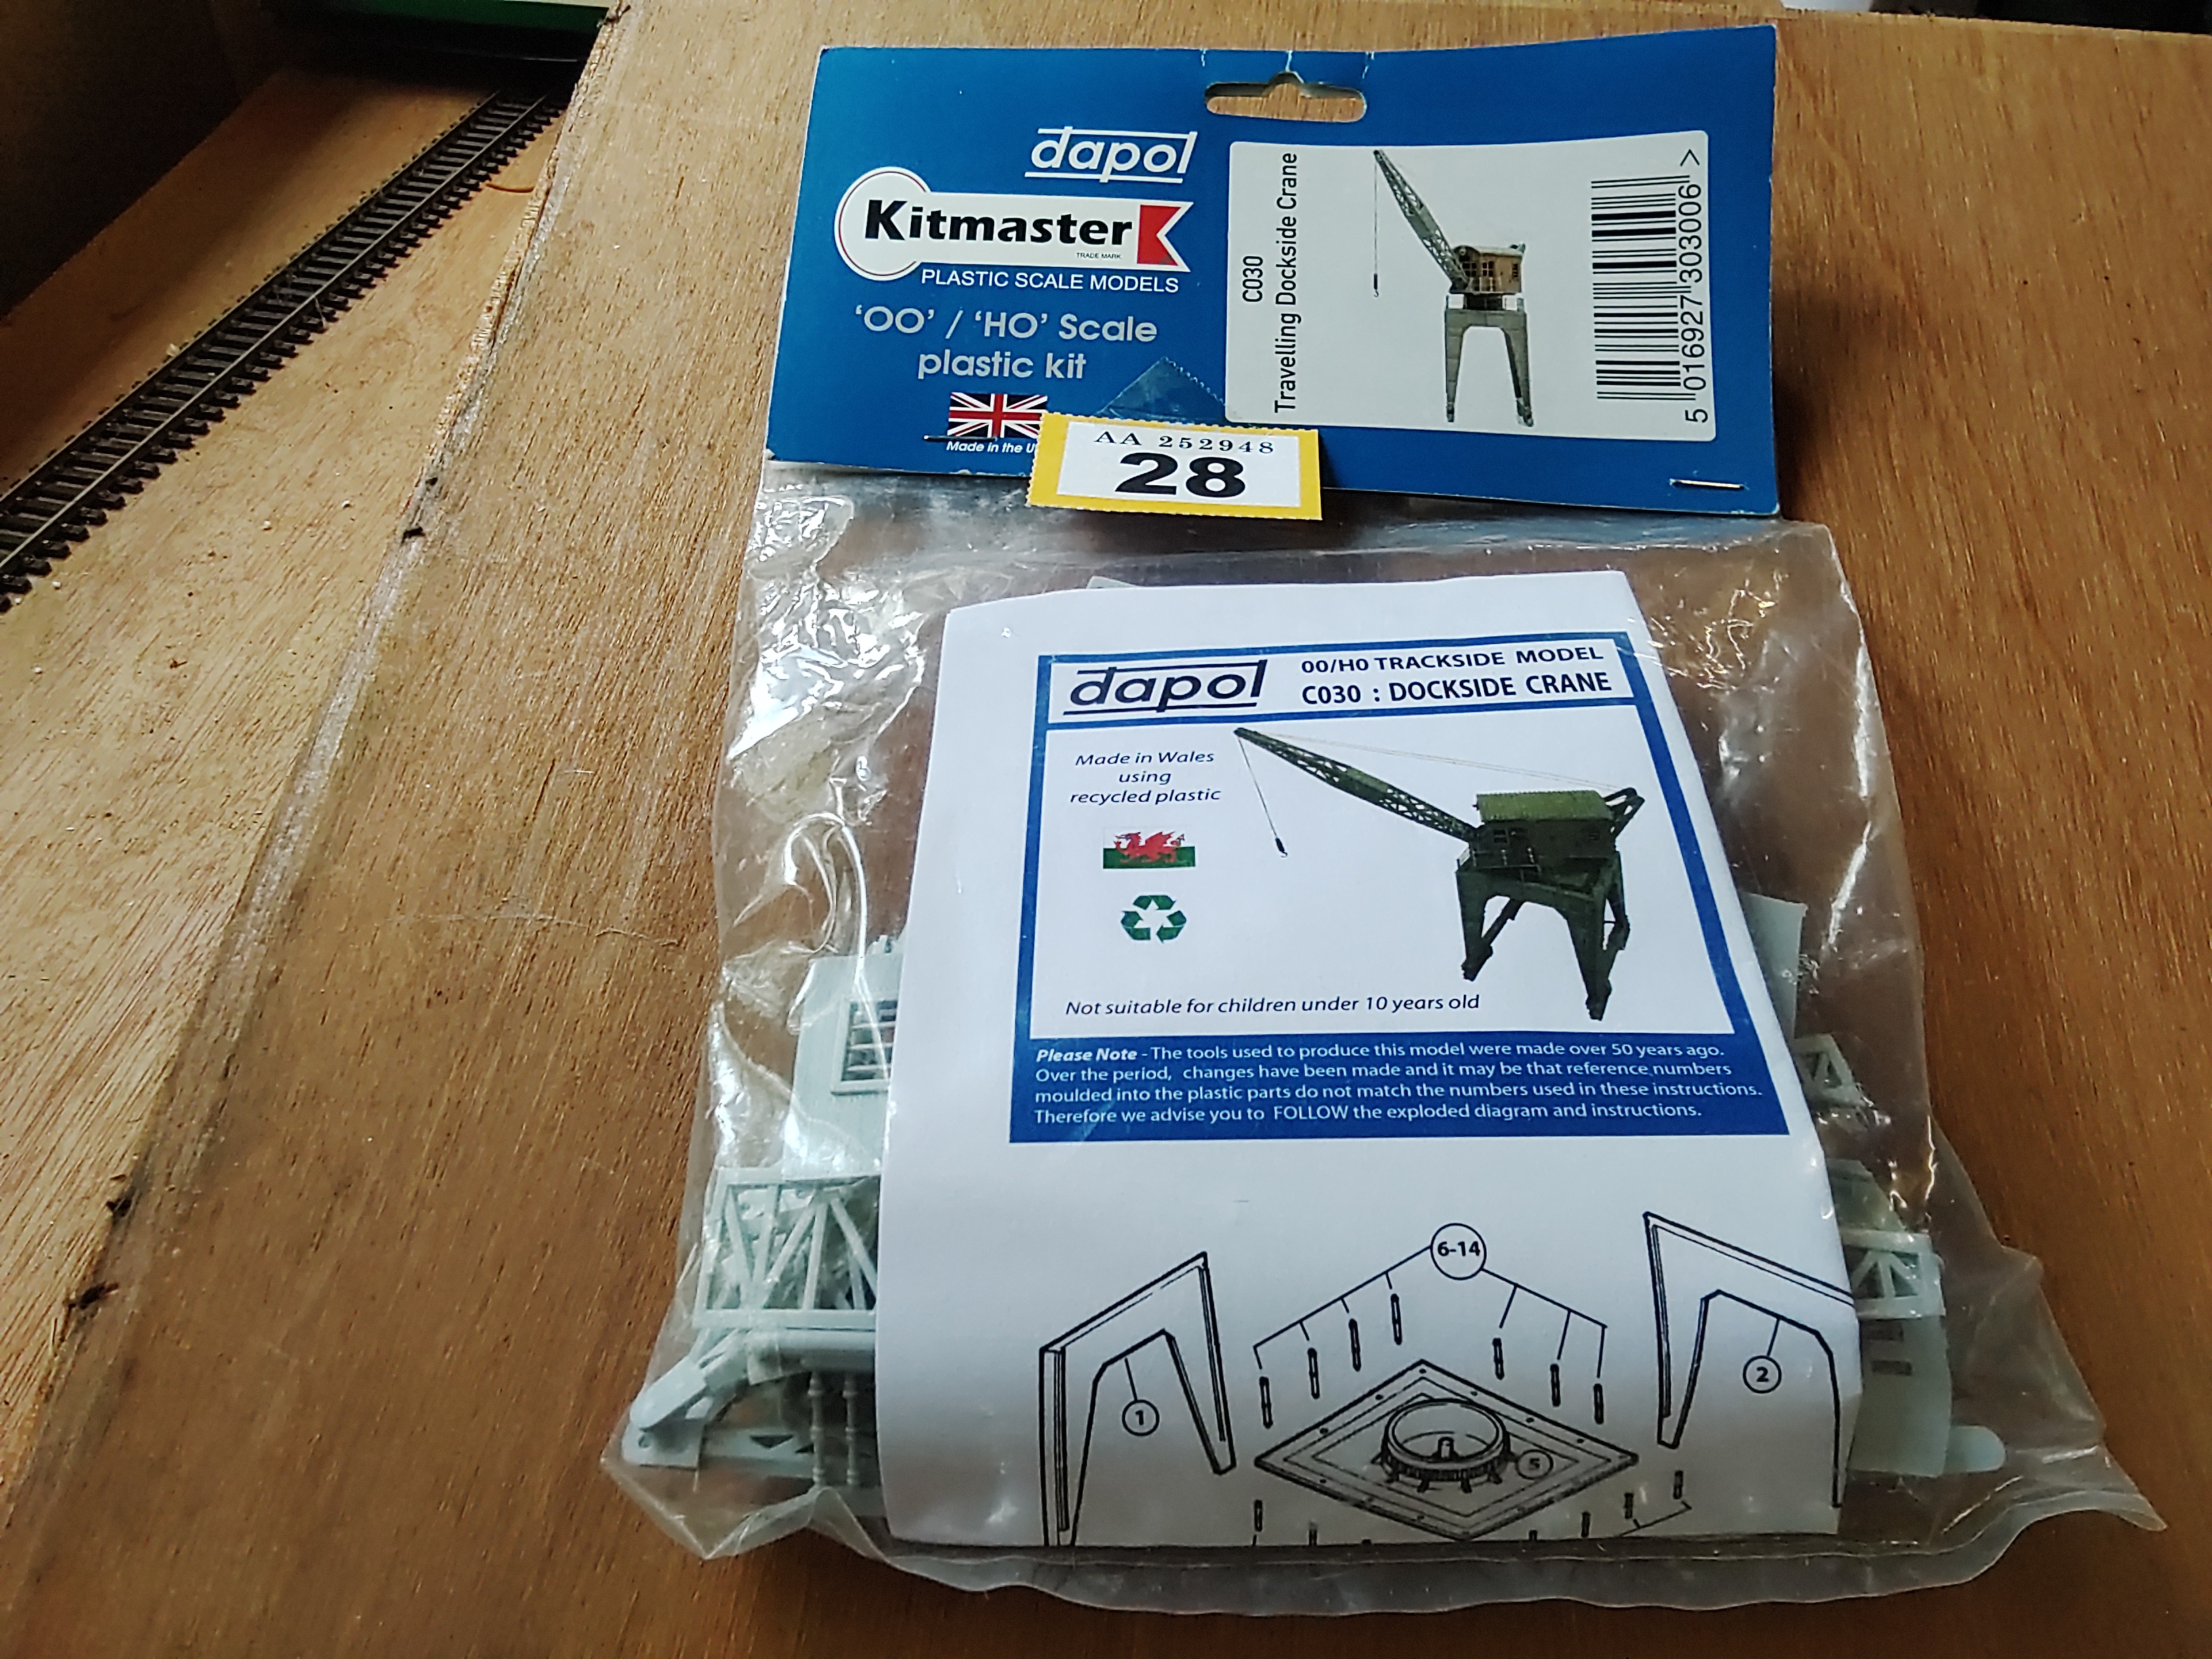 dapol
Kitmaster
TRADE MARK
PLASTIC SCALE MODELS
‘OO’ / ‘HO’ Scale
plastic kit
Made in the
C030
Travelling Dockside Crane
5 016927 303006 >
AA 252948
28
dapol
00/H0 TRACKSIDE MODEL
C030 : DOCKSIDE CRANE
Made in Wales
using
recycled plastic
Not suitable for children under 10 years old
Please Note - The tools used to produce this model were made over 50 years ago.
Over the period, changes have been made and it may be that reference numbers
moulded into the plastic parts do not match the numbers used in these instructions.
Therefore we advise you to FOLLOW the exploded diagram and instructions.
6-14
1
2
5